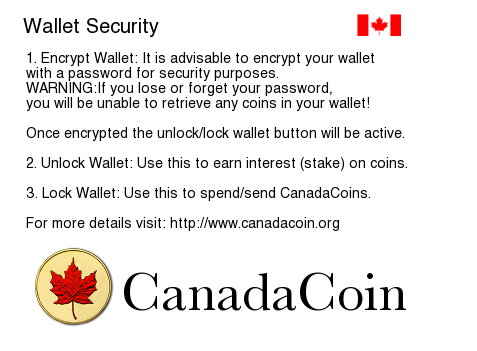 Wallet Security
1. Encrypt Wallet: It is advisable to encrypt your wallet
with a password for security purposes.
WARNING:If you lose or forget your password,
you will be unable to retrieve any coins in your wallet!
Once encrypted the unlock/lock wallet button will be active.
2. Unlock Wallet: Use this to earn interest (stake) on coins.
3. Lock Wallet: Use this to spend/send CanadaCoins.
For more details visit: http://www.canadacoin.org
CanadaCoin